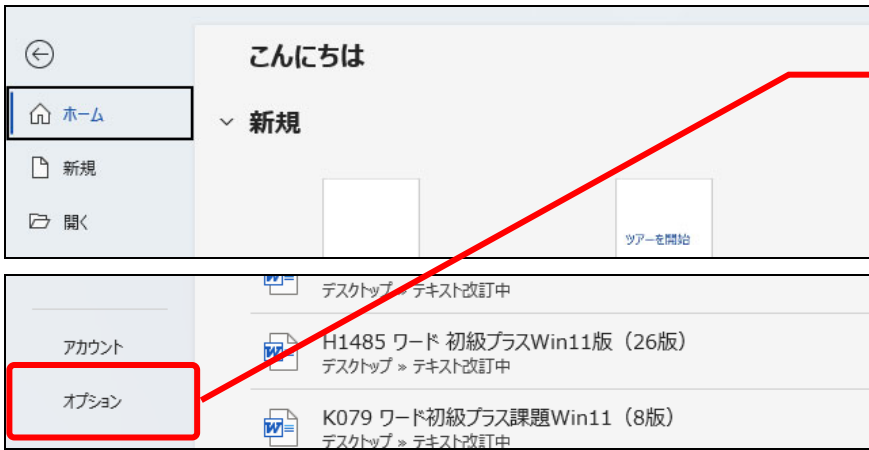 こんにちは
ホーム
新規
新規
開く
ツアーを開始
デスクトップ » テキスト改訂中
アカウント
H1485 ワード 初級プラスWin11版（26版）
デスクトップ » テキスト改訂中
オプション
K079 ワード初級プラス課題Win11（8版）
デスクトップ » テキスト改訂中